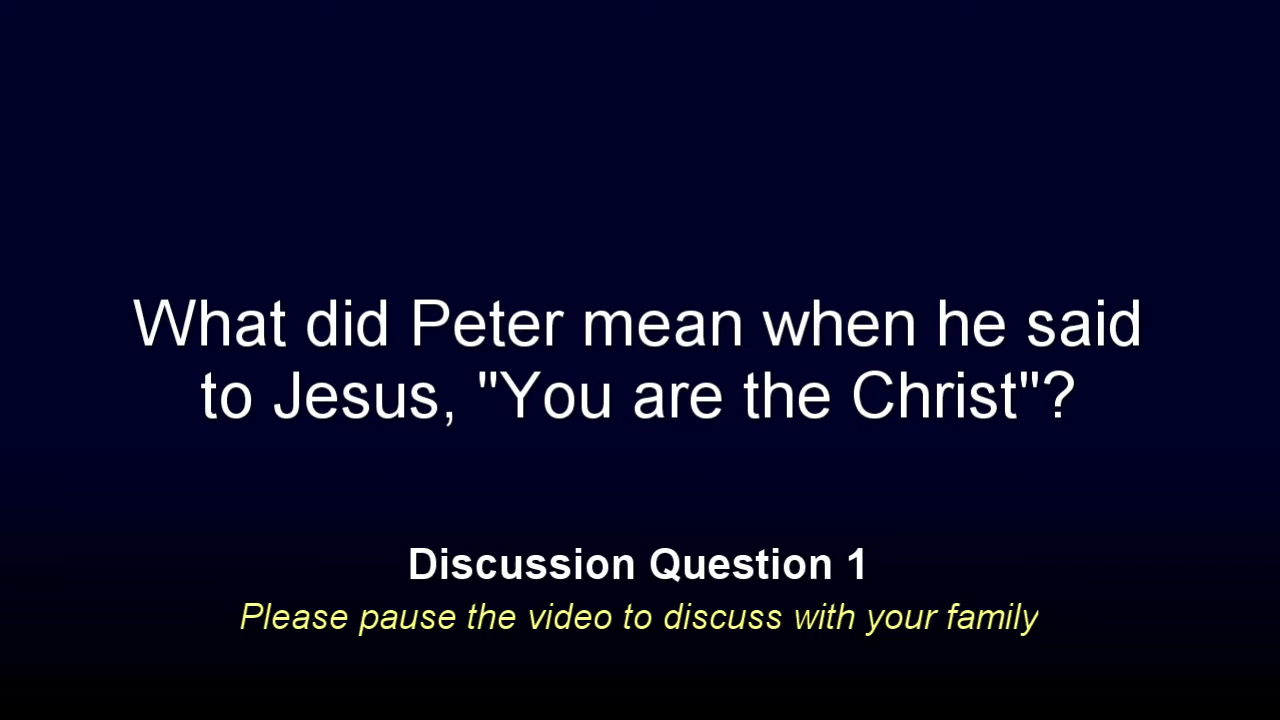 What did Peter mean when he said
to Jesus, "You are the Christ"?
Discussion Question 1
Please pause the video to discuss with your family